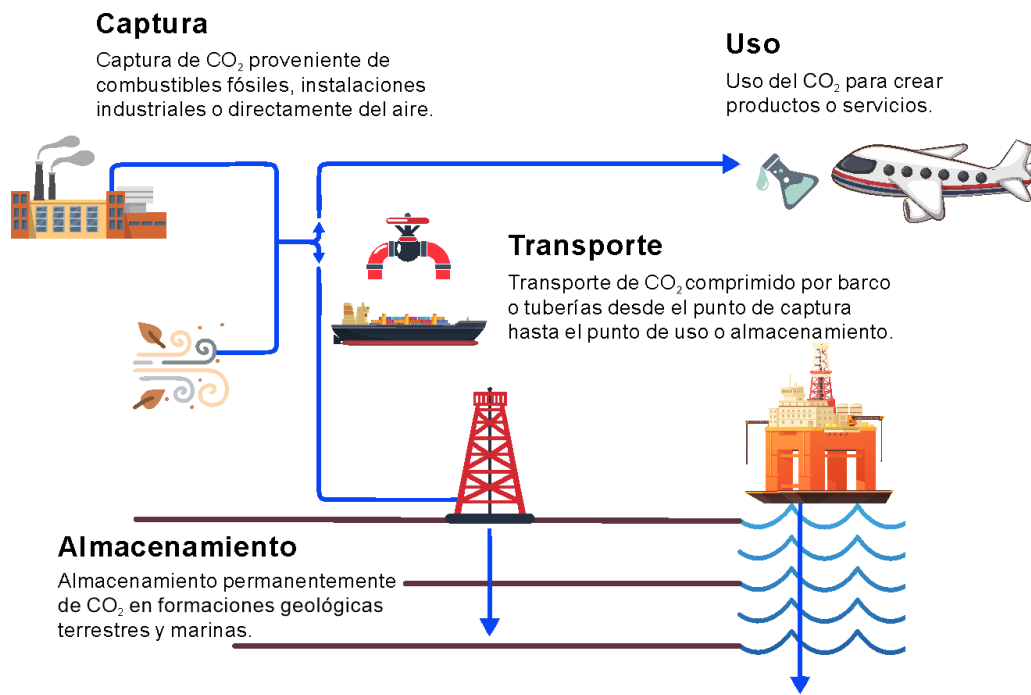 Captura
Captura de CO₂ proveniente de
combustibles fósiles, instalaciones
industriales o directamente del aire.
Uso
Uso del CO₂ para crear
productos o servicios.
Transporte
Transporte de CO₂ comprimido por barco
o tuberías desde el punto de captura
hasta el punto de uso o almacenamiento.
Almacenamiento
Almacenamiento permanentemente
de CO₂ en formaciones geológicas
terrestres y marinas.